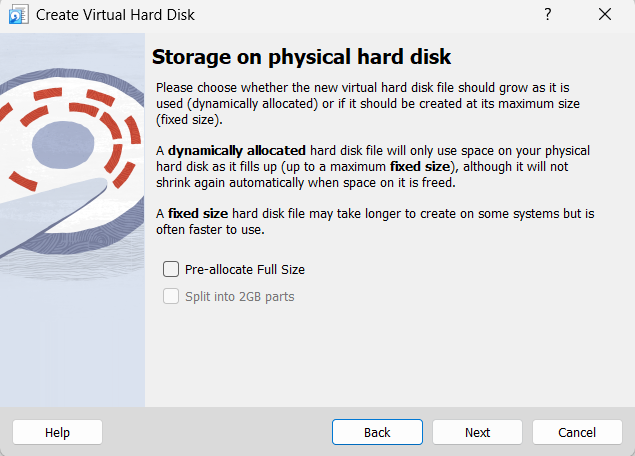 Create Virtual Hard Disk
?
Storage on physical hard disk
Please choose whether the new virtual hard disk file should grow as it is
used (dynamically allocated) or if it should be created at its maximum size
(fixed size).
A dynamically allocated hard disk file will only use space on your physical
hard disk as it fills up (up to a maximum fixed size), although it will not
shrink again automatically when space on it is freed.
A fixed size hard disk file may take longer to create on some systems but is
often faster to use.
Pre-allocate Full Size
Split into 2GB parts
Help Back Next Cancel